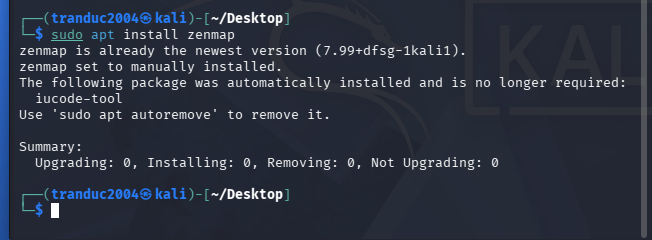 ┌──(tranduc2004㉿kali)-[~/Desktop]
└─$ sudo apt install zenmap
zenmap is already the newest version (7.99+dfsg-1kali1).
zenmap set to manually installed.
The following package was automatically installed and is no longer required:
  iucode-tool
Use 'sudo apt autoremove' to remove it.

Summary:
  Upgrading: 0, Installing: 0, Removing: 0, Not Upgrading: 0

┌──(tranduc2004㉿kali)-[~/Desktop]
└─$
KAL